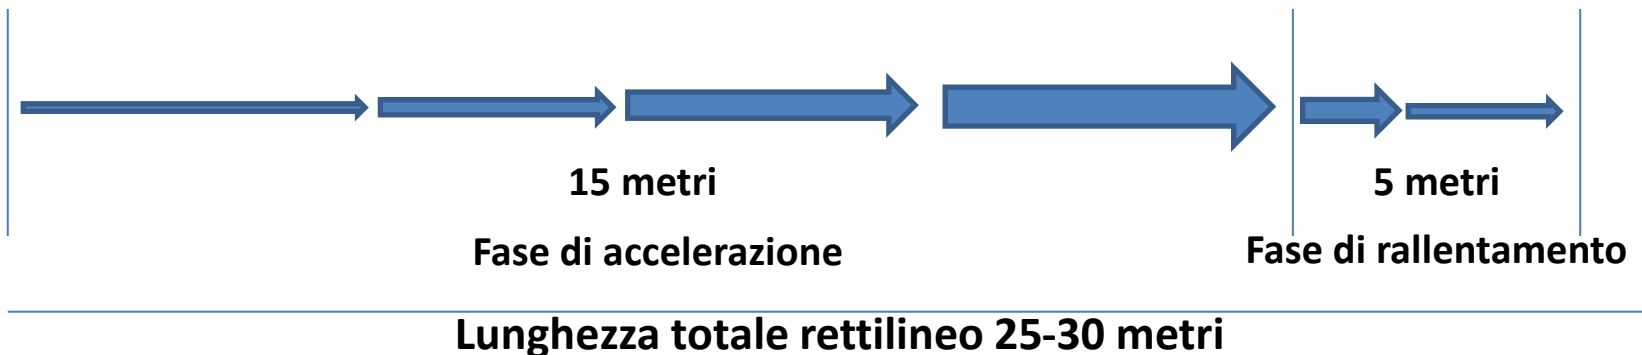 15 metri
5 metri
Fase di accelerazione
Fase di rallentamento
Lunghezza totale rettilineo 25-30 metri